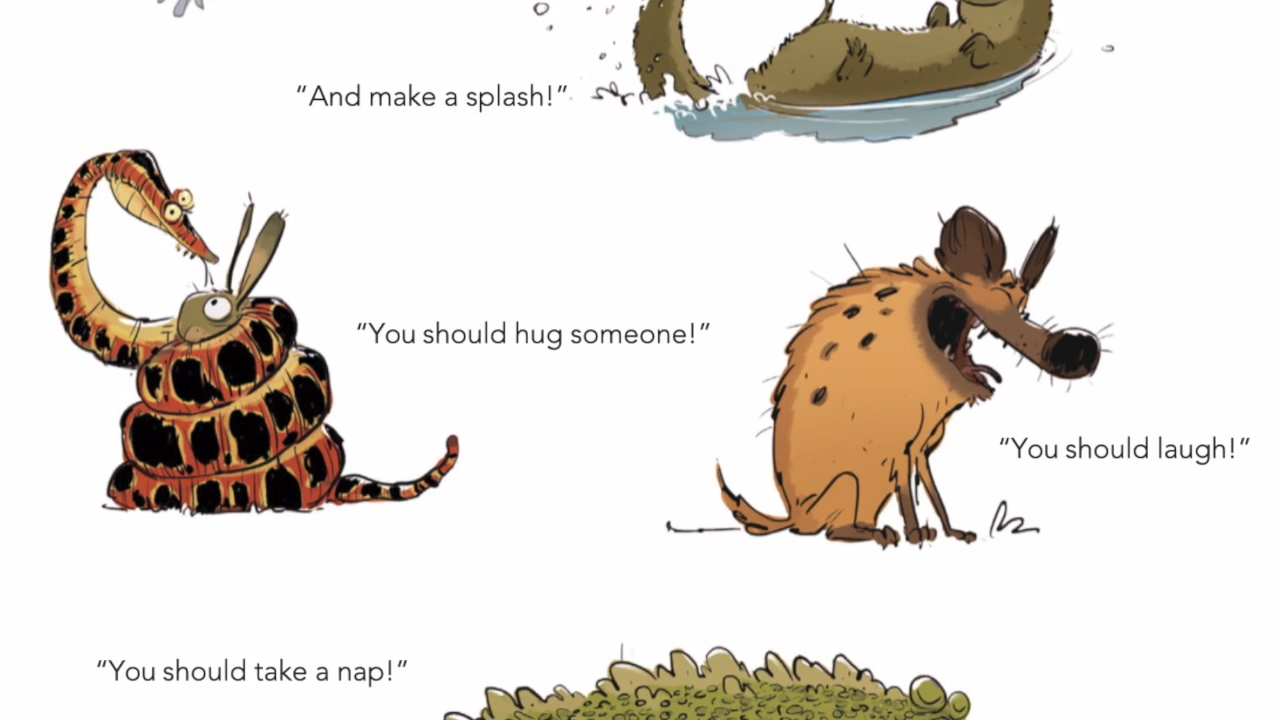 “And make a splash!”
“You should hug someone!”
“You should laugh!”
“You should take a nap!”